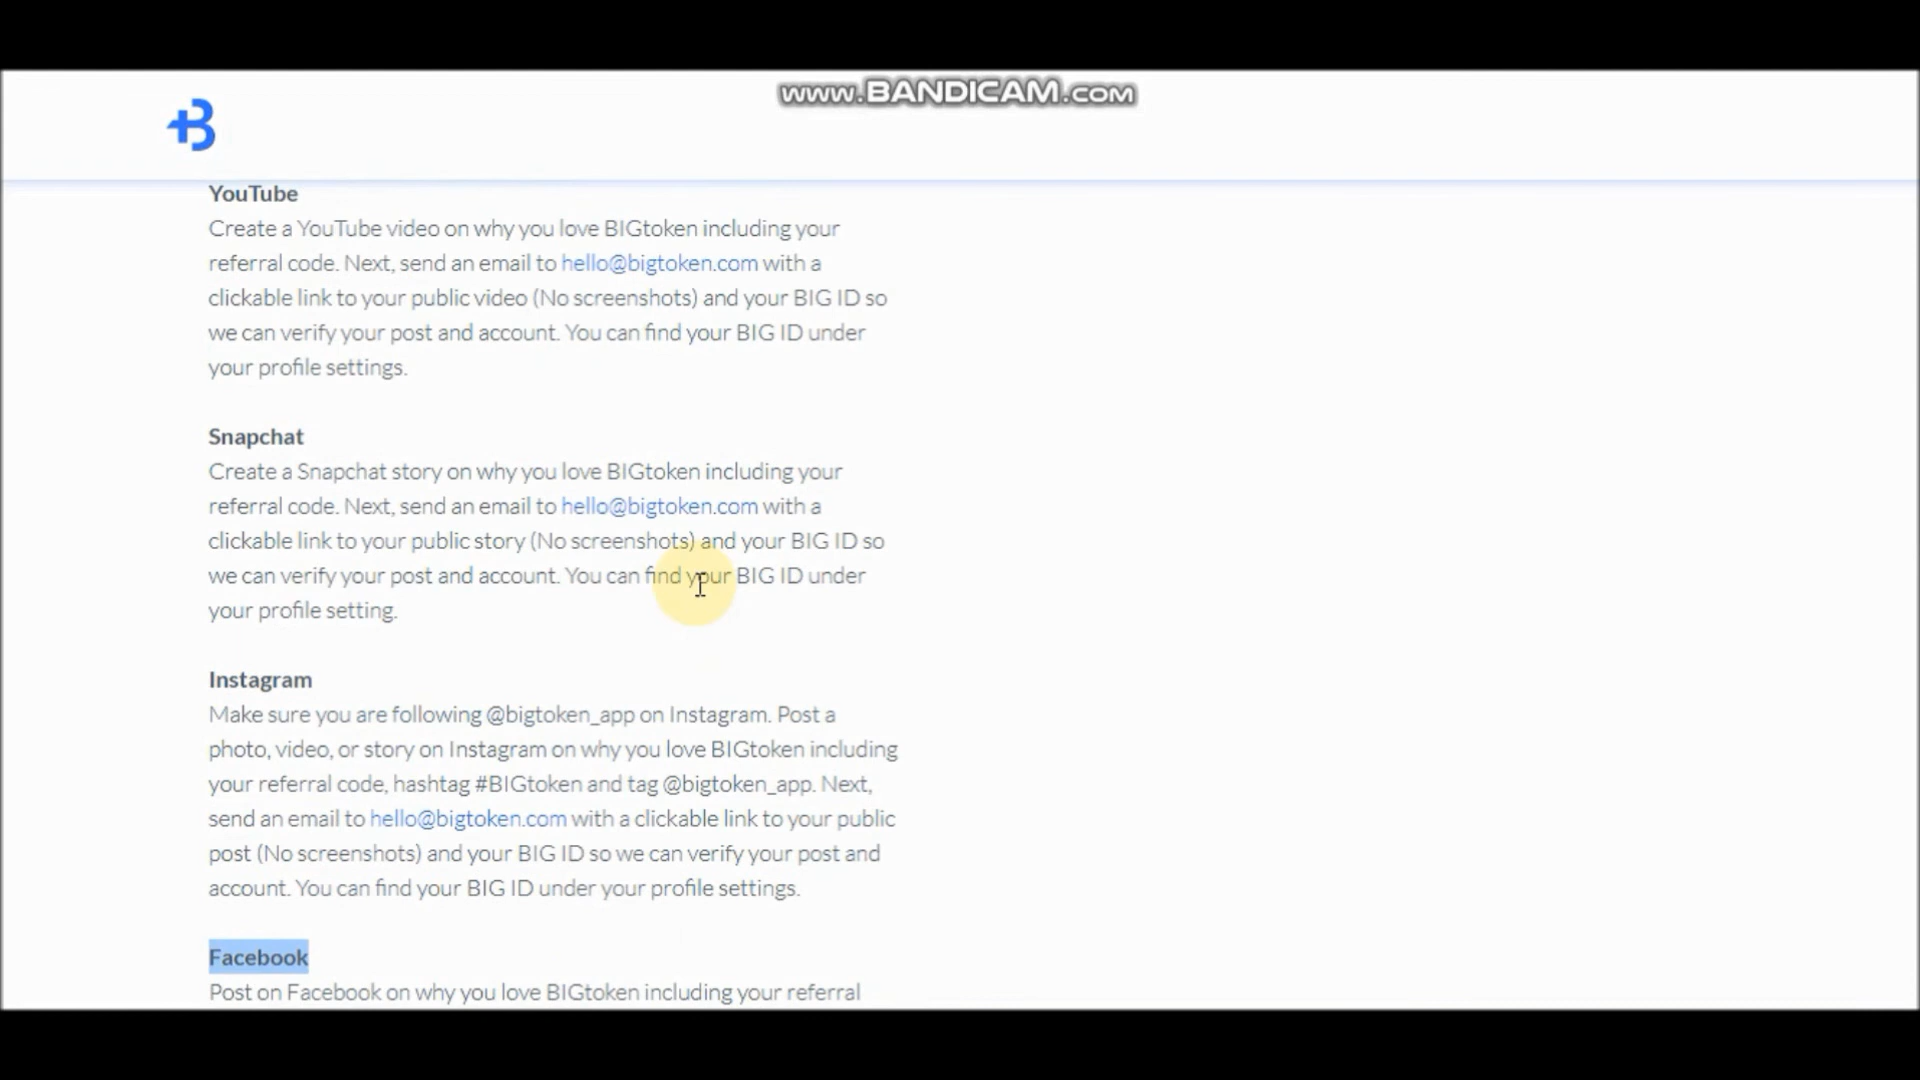 www.BANDICAM.com
YouTube
Create a YouTube video on why you love BIGtoken including your
referral code. Next, send an email to hello@bigtoken.com with a
clickable link to your public video (No screenshots) and your BIG ID so
we can verify your post and account. You can find your BIG ID under
your profile settings.
Snapchat
Create a Snapchat story on why you love BIGtoken including your
referral code. Next, send an email to hello@bigtoken.com with a
clickable link to your public story (No screenshots) and your BIG ID so
we can verify your post and account. You can find your BIG ID under
your profile setting.
Instagram
Make sure you are following @bigtoken_app on Instagram. Post a
photo, video, or story on Instagram on why you love BIGtoken including
your referral code, hashtag #BIGtoken and tag @bigtoken_app. Next,
send an email to hello@bigtoken.com with a clickable link to your public
post (No screenshots) and your BIG ID so we can verify your post and
account. You can find your BIG ID under your profile settings.
Facebook
Post on Facebook on why you love BIGtoken including your referral